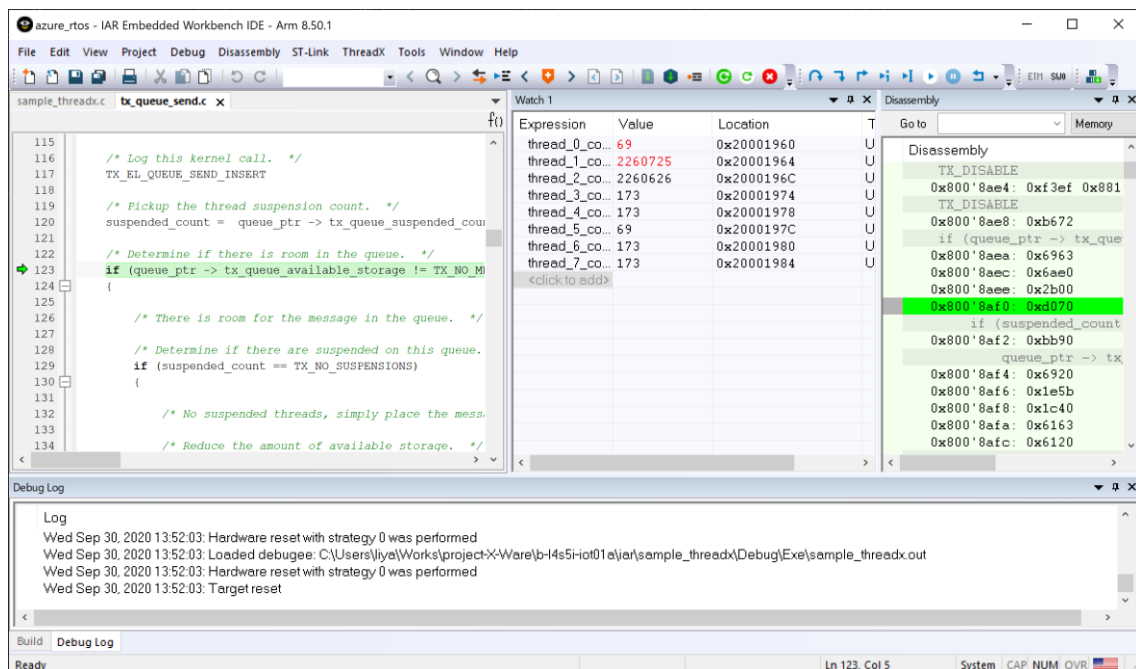 azure_rtos - IAR Embedded Workbench IDE - Arm 8.50.1
File Edit View Project Debug Disassembly ST-Link ThreadX Tools Window Help
ETM SWO
sample_threadx.c tx_queue_send.c
f()
115
116 /* Log this kernel call. */
117 TX_EL_QUEUE_SEND_INSERT
118
119 /* Pickup the thread suspension count. */
120 suspended_count = queue_ptr -> tx_queue_suspended_cou
121
122 /* Determine if there is room in the queue. */
123 if (queue_ptr -> tx_queue_available_storage != TX_NO_M
124 {
125
126 /* There is room for the message in the queue. */
127
128 /* Determine if there are suspended on this queue.
129 if (suspended_count == TX_NO_SUSPENSIONS)
130 {
131
132 /* No suspended threads, simply place the mess
133
134 /* Reduce the amount of available storage. */
Watch 1
Expression Value Location T
thread_0_co... 69 0x20001960 U
thread_1_co... 2260725 0x20001964 U
thread_2_co... 2260626 0x2000196C U
thread_3_co... 173 0x20001974 U
thread_4_co... 173 0x20001978 U
thread_5_co... 69 0x2000197C U
thread_6_co... 173 0x20001980 U
thread_7_co... 173 0x20001984 U
<click to add>
Disassembly
Go to Memory
Disassembly
TX_DISABLE
0x800'8ae4: 0xf3ef 0x881
TX_DISABLE
0x800'8ae8: 0xb672
if (queue_ptr -> tx_que
0x800'8aea: 0x6963
0x800'8aec: 0x6ae0
0x800'8aee: 0x2b00
0x800'8af0: 0xd070
if (suspended_count
0x800'8af2: 0xbb90
queue_ptr -> tx_
0x800'8af4: 0x6920
0x800'8af6: 0x1e5b
0x800'8af8: 0x1c40
0x800'8afa: 0x6163
0x800'8afc: 0x6120
Debug Log
Log
Wed Sep 30, 2020 13:52:03: Hardware reset with strategy 0 was performed
Wed Sep 30, 2020 13:52:03: Loaded debugee: C:\Users\liya\Works\project-X-Ware\b-l4s5i-iot01a\iar\sample_threadx\Debug\Exe\sample_threadx.out
Wed Sep 30, 2020 13:52:03: Hardware reset with strategy 0 was performed
Wed Sep 30, 2020 13:52:03: Target reset
Build Debug Log
Ready Ln 123, Col 5 System CAP NUM OVR